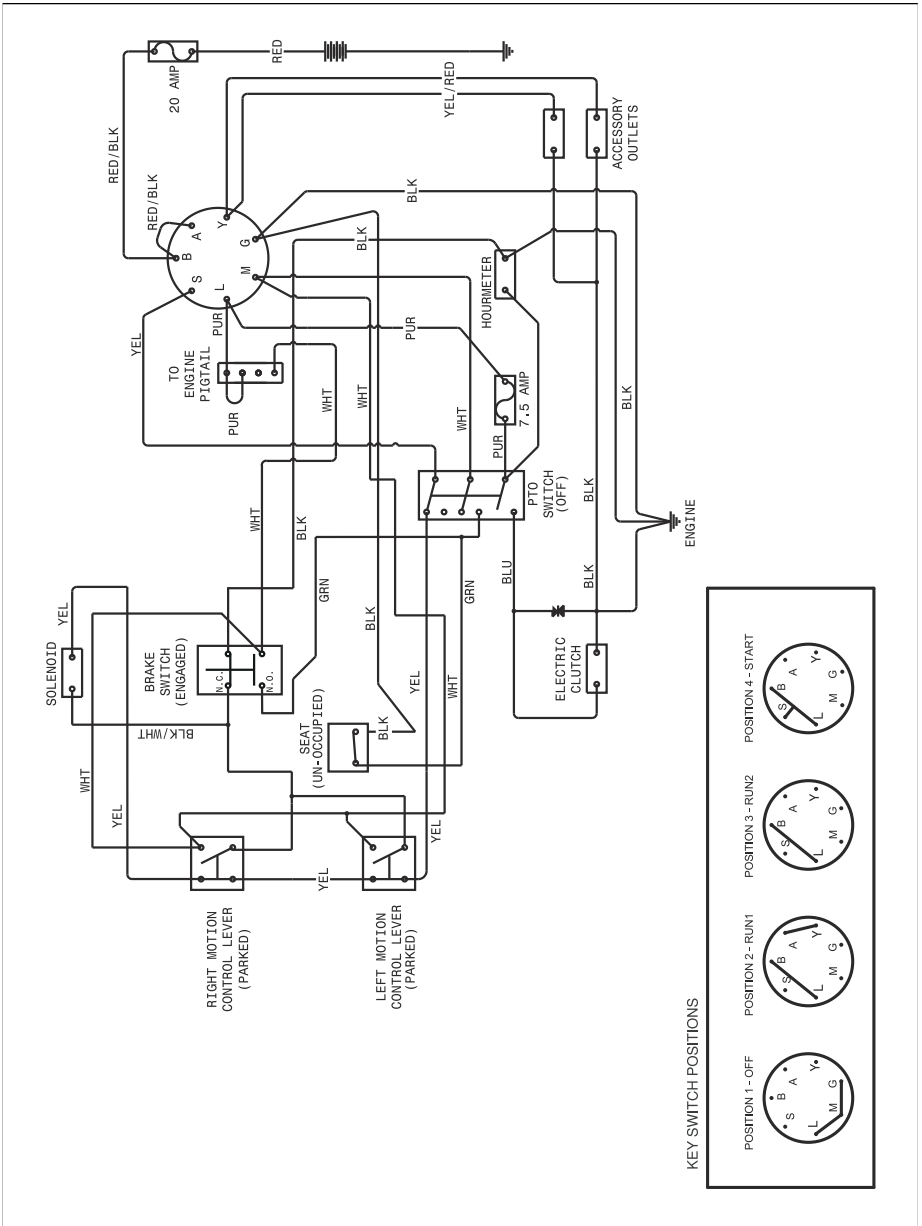 RED
20 AMP
RED/BLK
YEL/RED
ACCESSORY
OUTLETS
RED/BLK
BLK
BLK
S
B
A
Y
G
M
L
YEL
PUR
PUR
HOURMETER
TO
ENGINE
PIGTAIL
PUR
WHT
WHT
WHT
7.5 AMP
PUR
BLK
PTO
SWITCH
(OFF)
BLK
WHT
BLK
GRN
BLU
GRN
BLK
ENGINE
SOLENOID
YEL
BRAKE
SWITCH
(ENGAGED)
N.C.
N.O.
BLK
YEL
WHT
ELECTRIC
CLUTCH
BLK/WHT
SEAT
(UN-OCCUPIED)
BLK
WHT
YEL
YEL
YEL
RIGHT MOTION
CONTROL LEVER
(PARKED)
LEFT MOTION
CONTROL LEVER
(PARKED)
KEY SWITCH POSITIONS
POSITION 1 - OFF
S
B
A
Y
G
M
L
POSITION 2 - RUN1
S
B
A
Y
G
M
L
POSITION 3 - RUN2
S
B
A
Y
G
M
L
POSITION 4 - START
S
B
A
Y
G
M
L